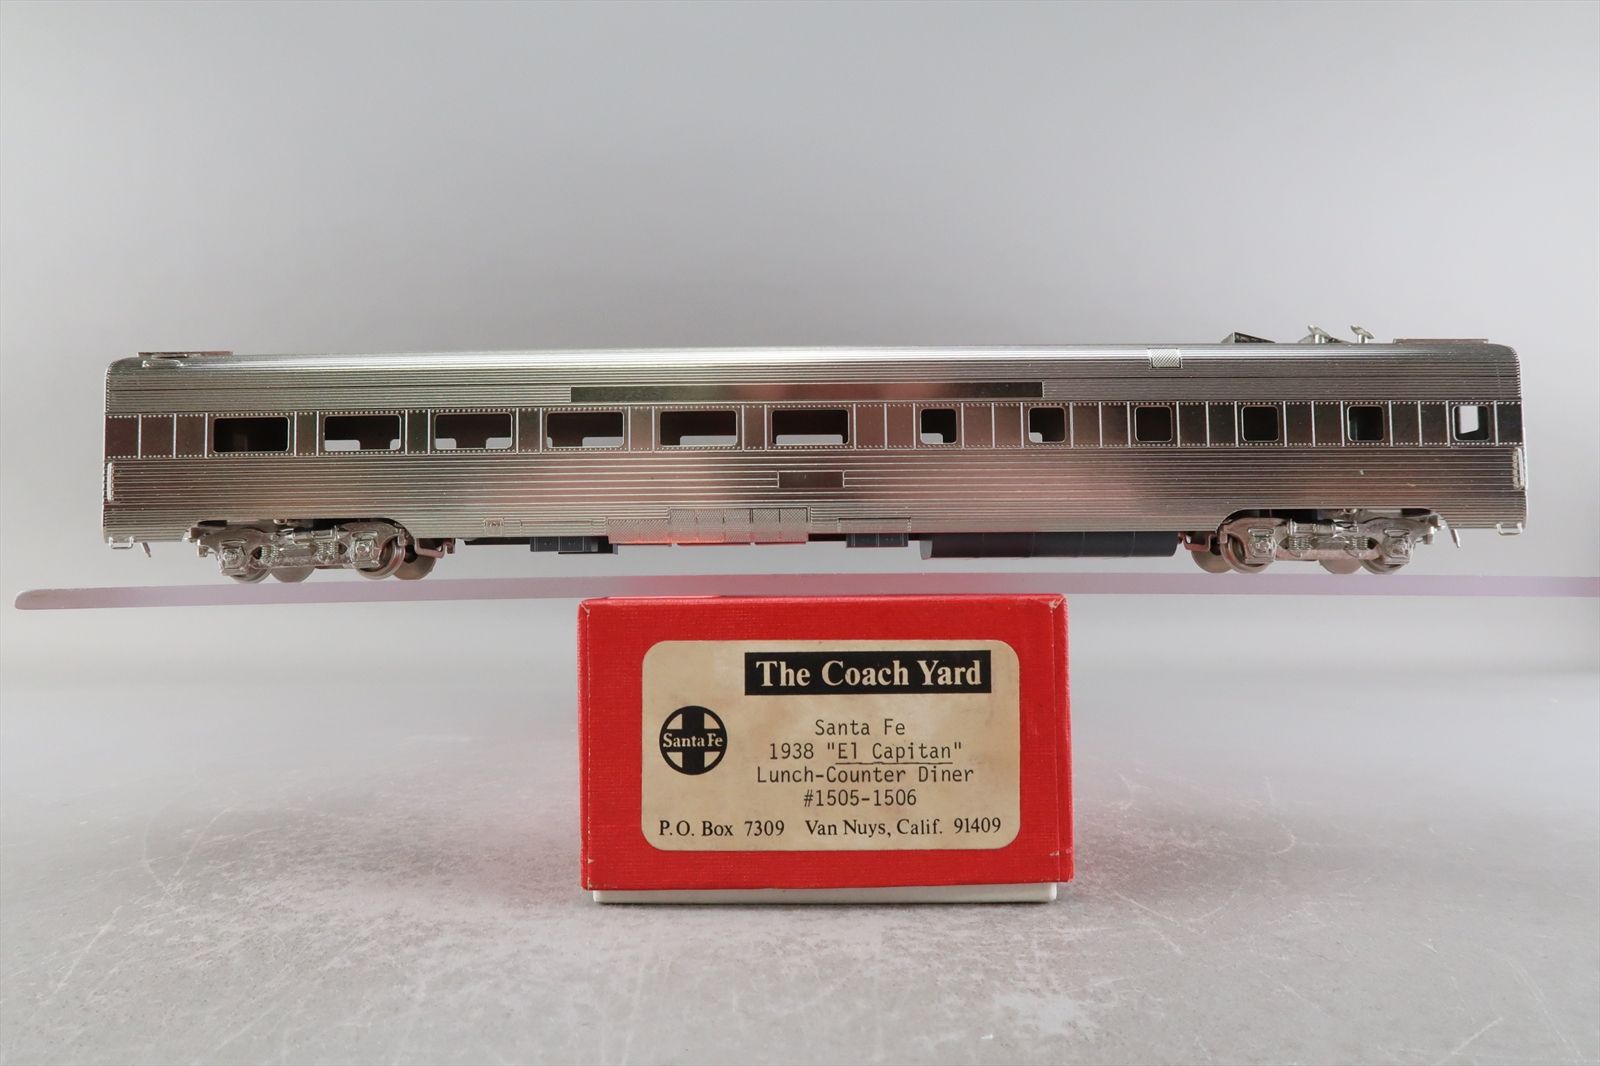 The Coach Yard
Santa Fe
Santa Fe
1938 "El Capitan"
Lunch-Counter Diner
#1505-1506
P.O. Box 7309 Van Nuys, Calif. 91409